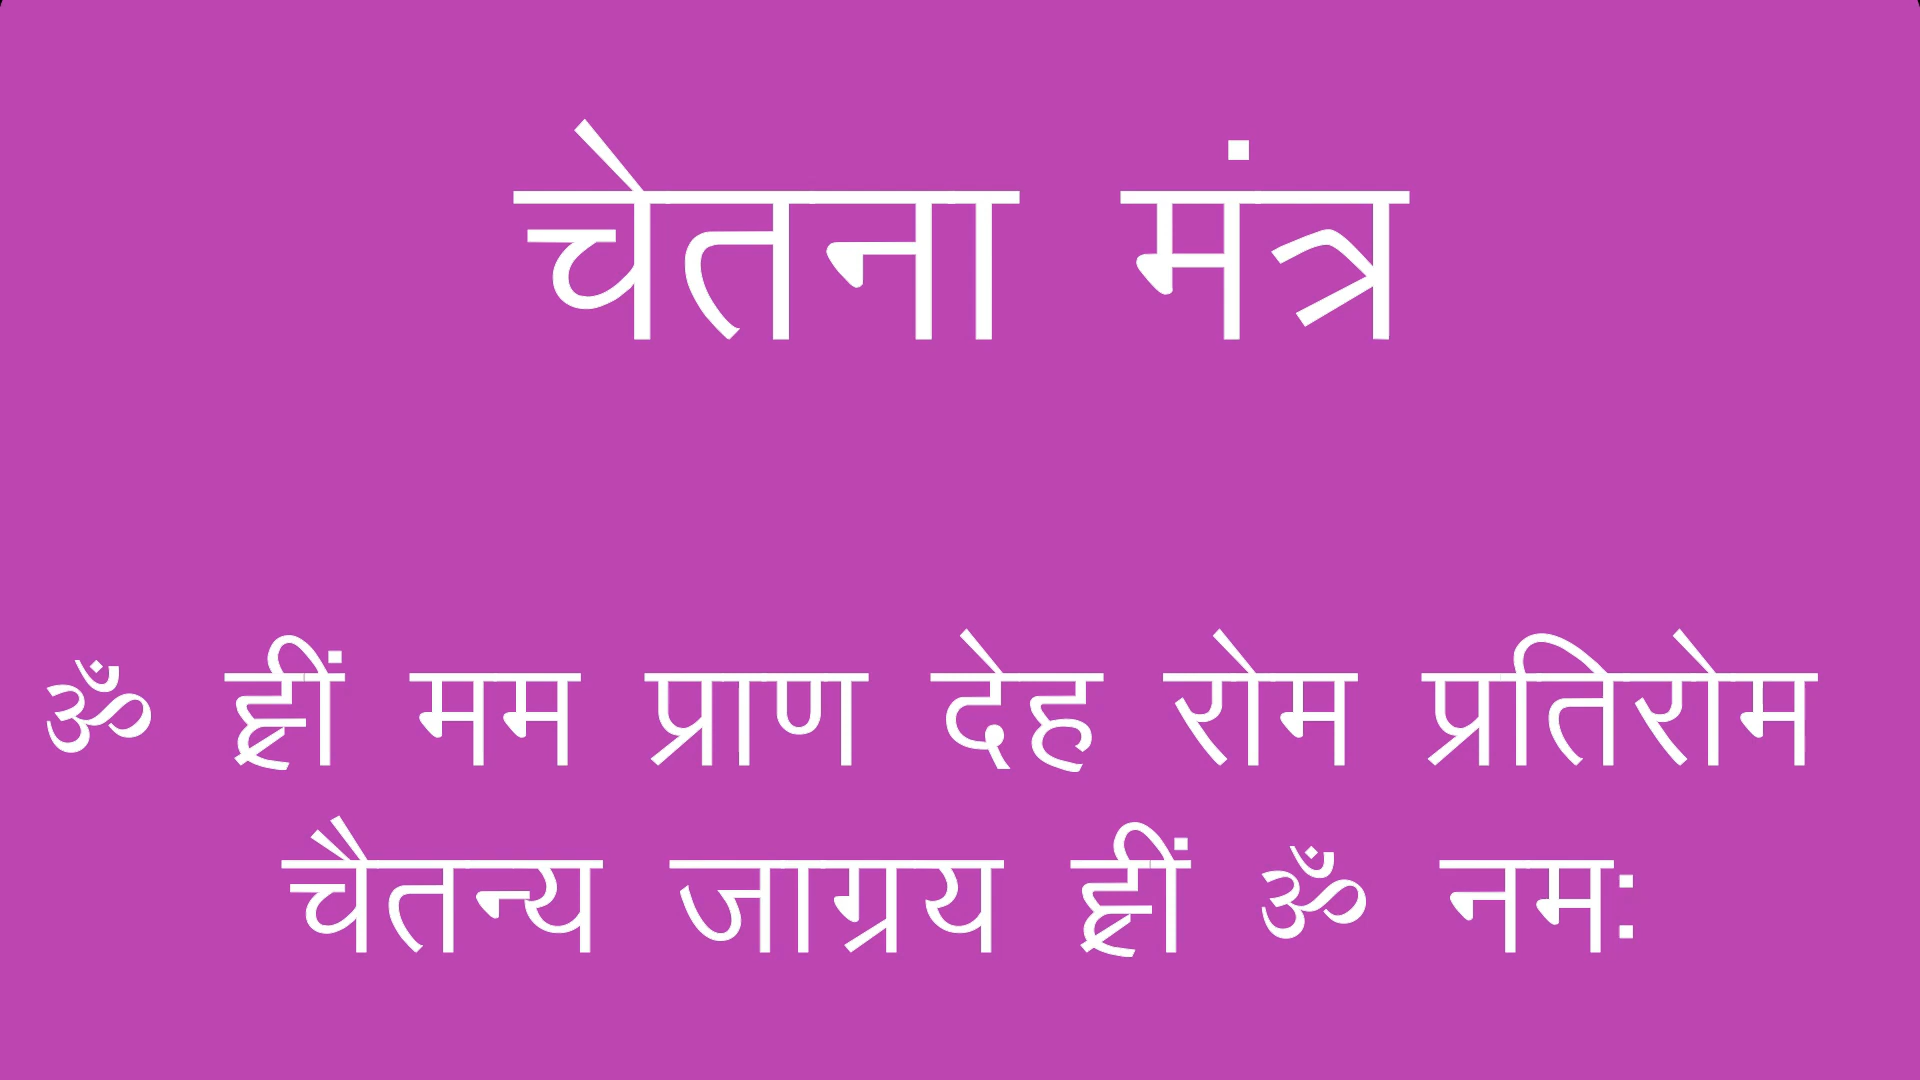 चेतना मंत्र
ॐ ह्रीं मम प्राण देह रोम प्रतिरोम
चैतन्य जाग्रय ह्रीं ॐ नम: